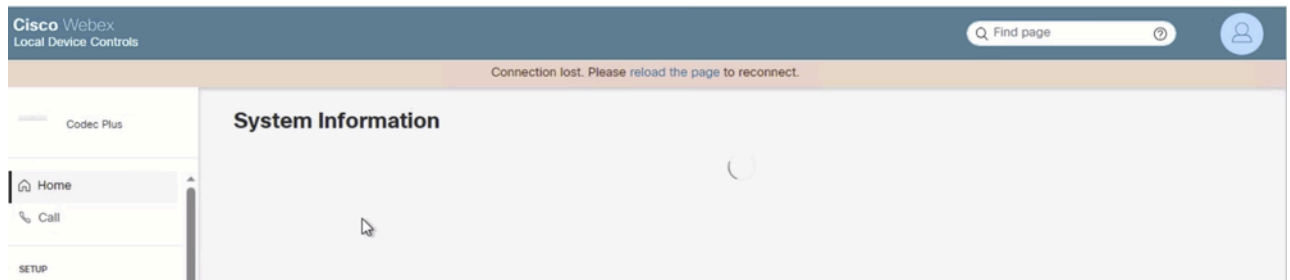 Cisco Webex
Local Device Controls
Find page
Connection lost. Please reload the page to reconnect.
Codec Plus
System Information
Home
Call
SETUP